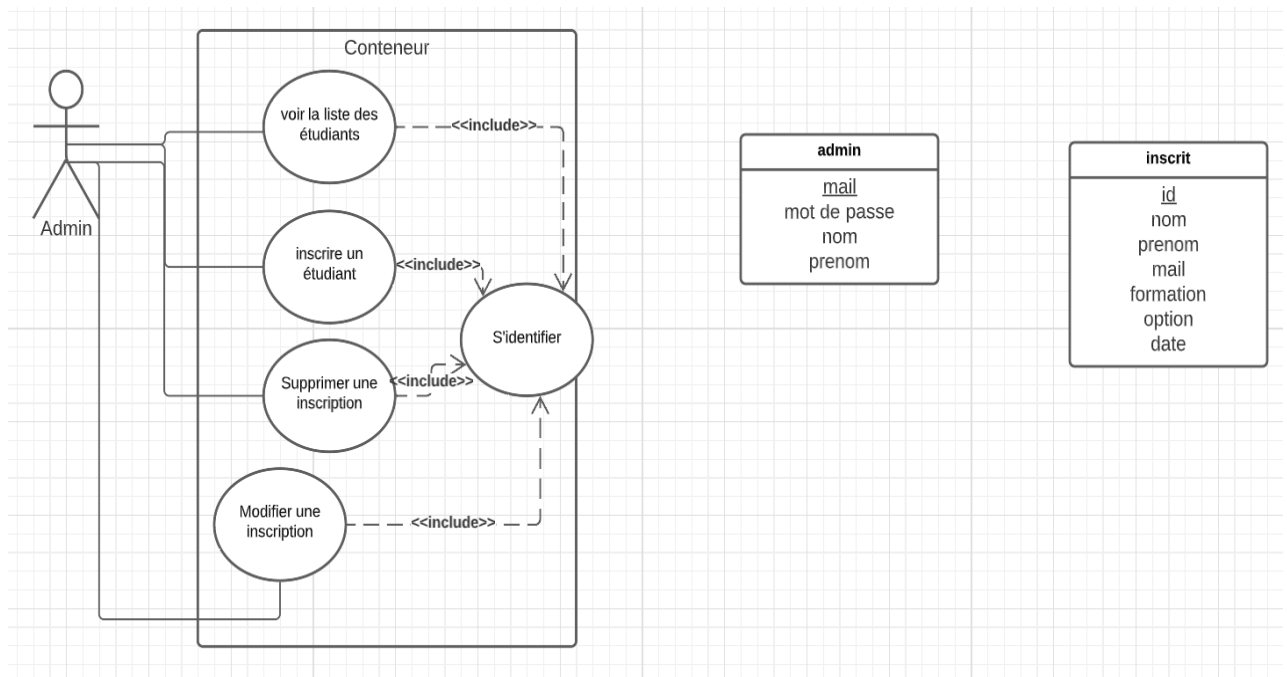 Conteneur
voir la liste des
étudiants
<<include>>
Admin
inscrire un
étudiant
<<include>>
S'identifier
Supprimer une
inscription
<<include>>
Modifier une
inscription
<<include>>
admin
mail
mot de passe
nom
prenom
inscrit
id
nom
prenom
mail
formation
option
date